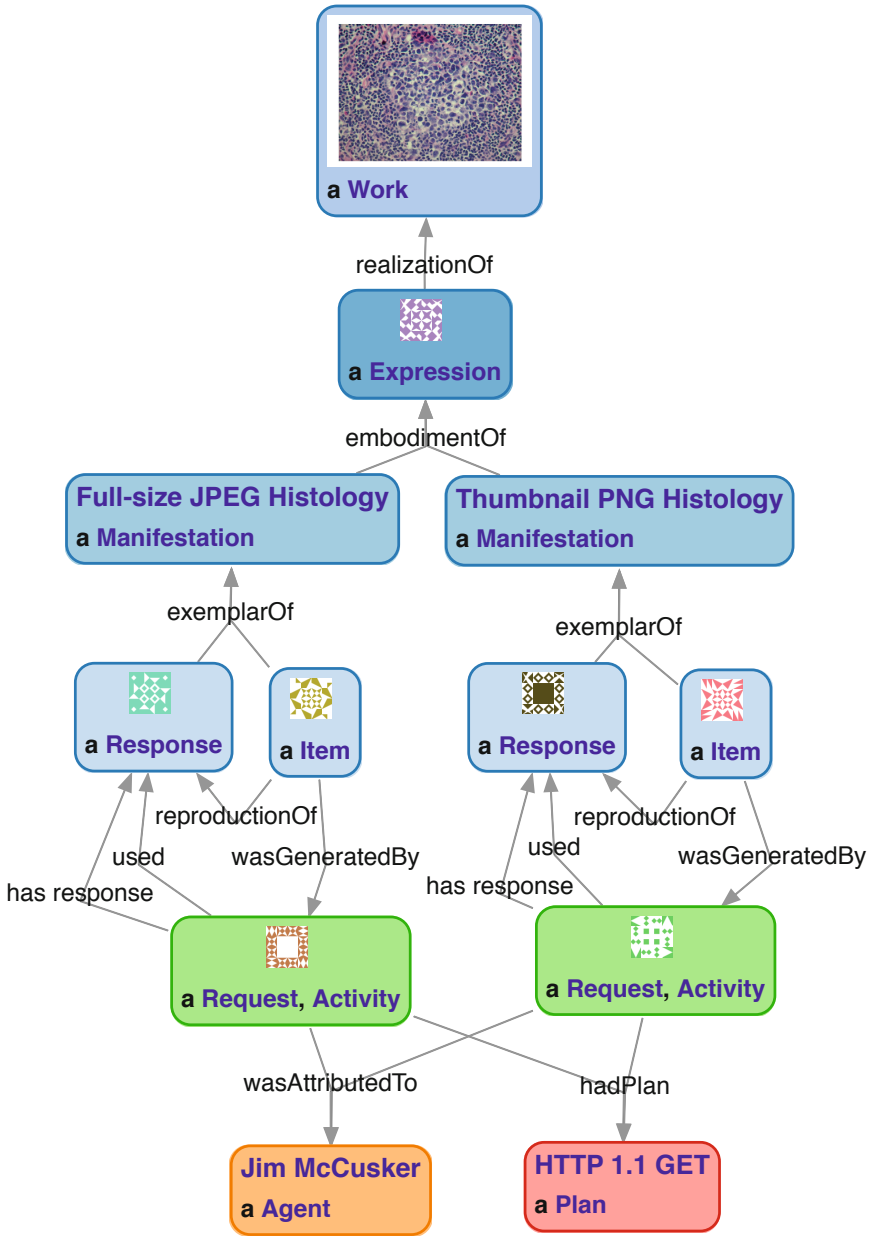 a Work
realizationOf
a Expression
embodimentOf
Full-size JPEG Histology
a Manifestation
Thumbnail PNG Histology
a Manifestation
exemplarOf
exemplarOf
a Response
a Item
a Response
a Item
reproductionOf
reproductionOf
used
wasGeneratedBy
used
wasGeneratedBy
has response
has response
a Request, Activity
a Request, Activity
wasAttributedTo
hadPlan
Jim McCusker
a Agent
HTTP 1.1 GET
a Plan